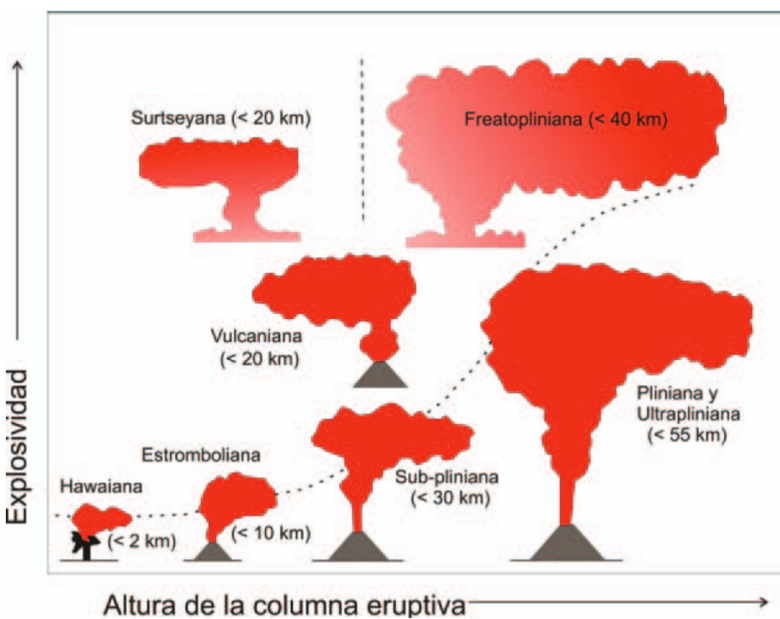 Explosividad
Surtseyana (< 20 km)
Freatopliniana (< 40 km)
Vulcaniana
(< 20 km)
Pliniana y
Ultrapliniana
(< 55 km)
Estromboliana
(< 10 km)
Sub-pliniana
(< 30 km)
Hawaiana
(< 2 km)
Altura de la columna eruptiva